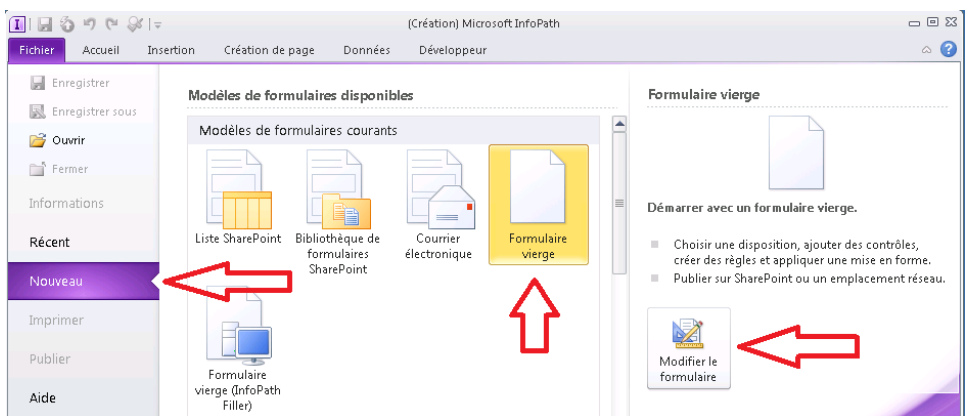 (Création) Microsoft InfoPath
Fichier Accueil Insertion Création de page Données Développeur
Enregistrer
Enregistrer sous
Ouvrir
Fermer
Informations
Récent
Nouveau
Imprimer
Publier
Aide
Modèles de formulaires disponibles
Modèles de formulaires courants
Liste SharePoint
Bibliothèque de
formulaires
SharePoint
Courrier
électronique
Formulaire
vierge
Formulaire
vierge (InfoPath
Filler)
Formulaire vierge
Démarrer avec un formulaire vierge.
Choisir une disposition, ajouter des contrôles,
créer des règles et appliquer une mise en forme.
Publier sur SharePoint ou un emplacement réseau.
Modifier le
formulaire